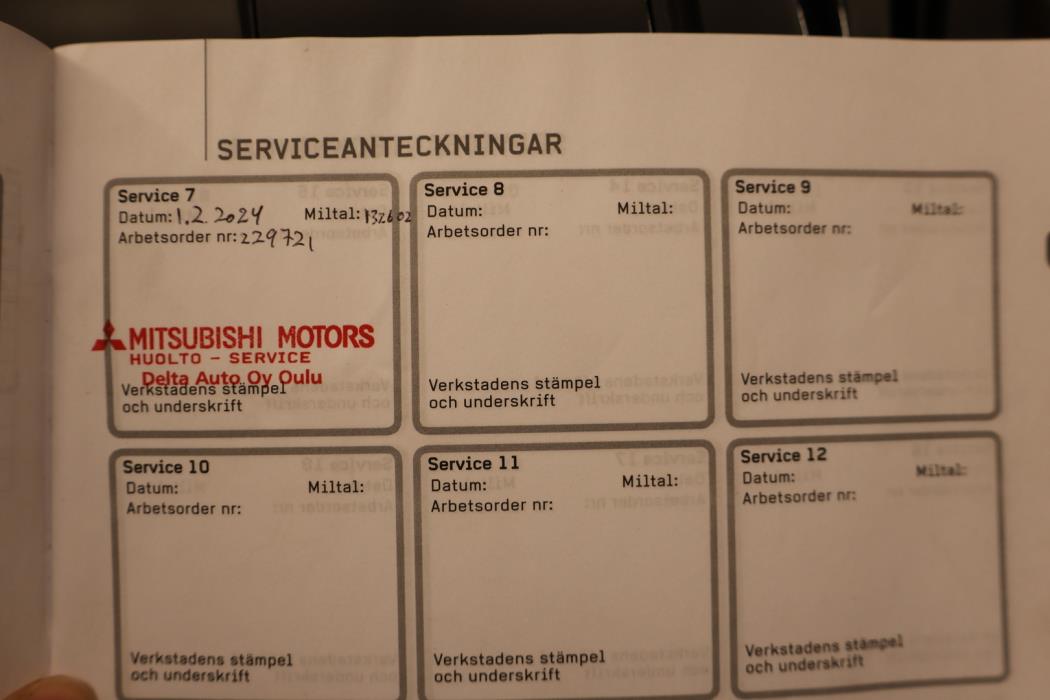 SERVICEANTECKNINGAR
Service 7
Datum: 1.2.2024 Miltal: 132602
Arbetsorder nr: 229721
MITSUBISHI MOTORS
HUOLTO - SERVICE
Delta Auto Oy Oulu
Verkstadens stämpel
och underskrift
Service 8
Datum: Miltal:
Arbetsorder nr:
Verkstadens stämpel
och underskrift
Service 9
Datum: Miltal:
Arbetsorder nr:
Verkstadens stämpel
och underskrift
Service 10
Datum: Miltal:
Arbetsorder nr:
Verkstadens stämpel
och underskrift
Service 11
Datum: Miltal:
Arbetsorder nr:
Verkstadens stämpel
och underskrift
Service 12
Datum: Miltal:
Arbetsorder nr:
Verkstadens stämpel
och underskrift